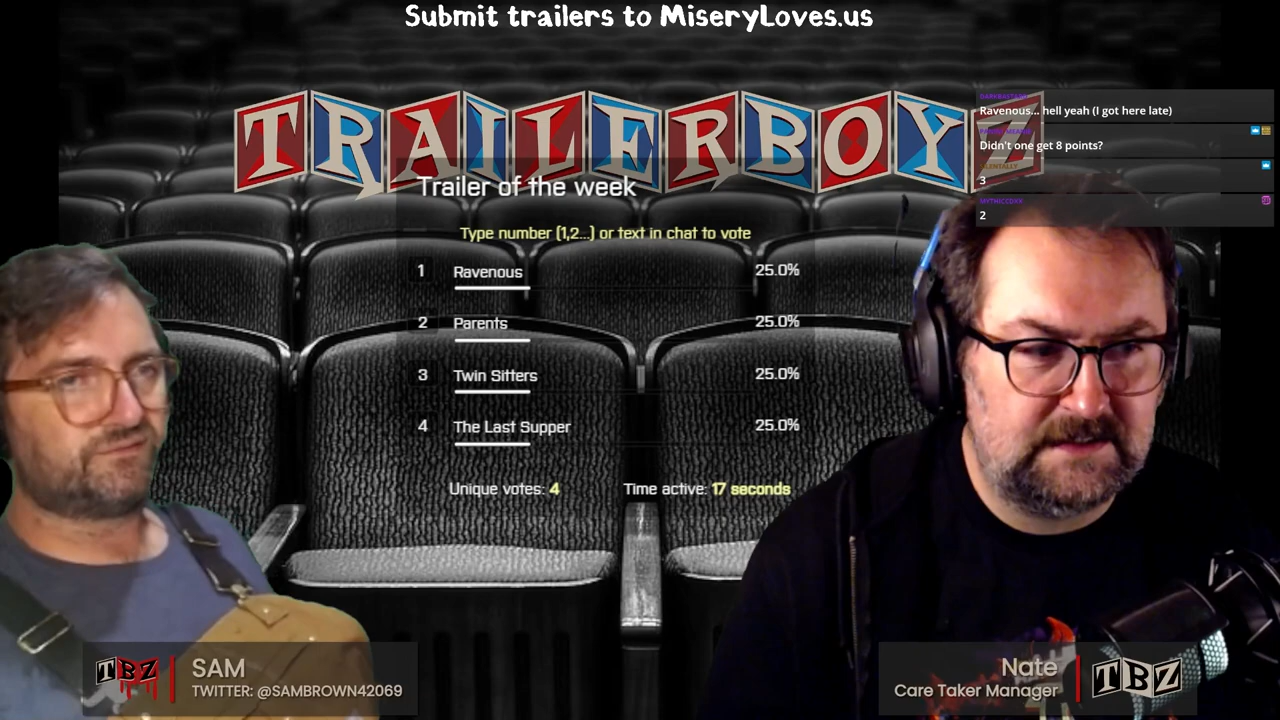 Submit trailers to MiseryLoves.us
TRAILERBOYZ
Ravenous... hell yeah (I got here late)
Didn't one get 8 points?
3
2
Trailer of the week
Type number (1,2...) or text in chat to vote
1 Ravenous 25.0%
2 Parents 25.0%
3 Twin Sitters 25.0%
4 The Last Supper 25.0%
Unique votes: 4 Time active: 17 seconds
TBZ
SAM
TWITTER: @SAMBROWN42069
Nate
Care Taker Manager
TBZ